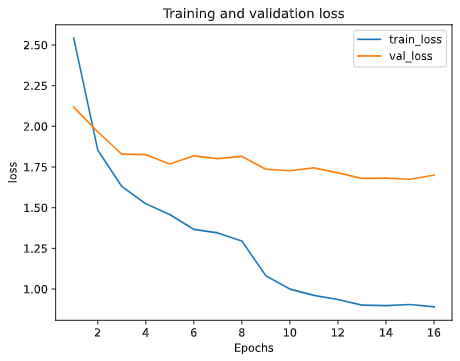 Training and validation loss
train_loss
val_loss
2.50
2.25
2.00
1.75
1.50
1.25
1.00
loss
2 4 6 8 10 12 14 16
Epochs